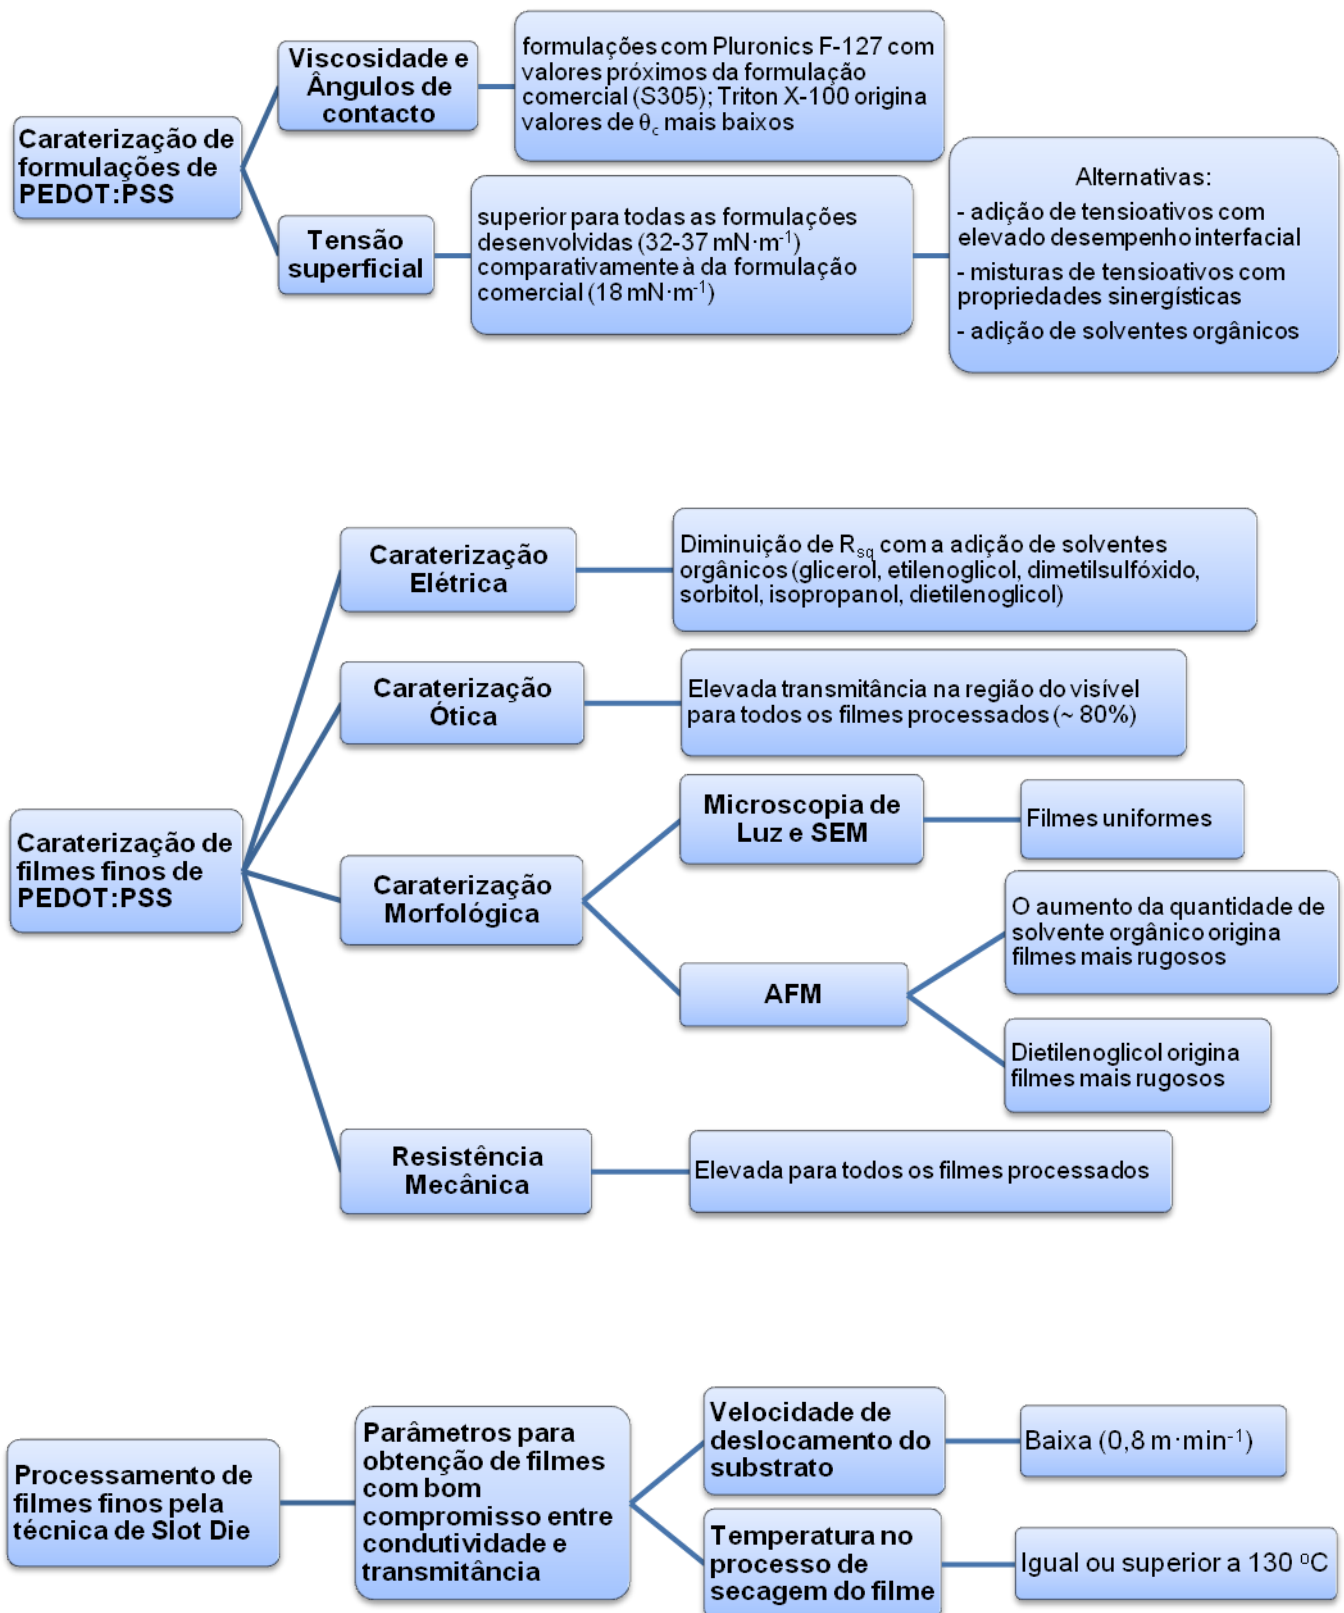 Caraterização de
formulações de
PEDOT:PSS
Viscosidade e
Ângulos de
contacto
formulações com Pluronics F-127 com
valores próximos da formulação
comercial (S305); Triton X-100 origina
valores de θc mais baixos
Tensão
superficial
superior para todas as formulações
desenvolvidas (32-37 mN·m-1)
comparativamente à da formulação
comercial (18 mN·m-1)
Alternativas:
- adição de tensioativos com
elevado desempenho interfacial
- misturas de tensioativos com
propriedades sinergísticas
- adição de solventes orgânicos
Caraterização de
filmes finos de
PEDOT:PSS
Caraterização
Elétrica
Diminuição de Rsq com a adição de solventes
orgânicos (glicerol, etilenoglicol, dimetilsulfóxido,
sorbitol, isopropanol, dietilenoglicol)
Caraterização
Ótica
Elevada transmitância na região do visível
para todos os filmes processados (~ 80%)
Caraterização
Morfológica
Microscopia de
Luz e SEM
Filmes uniformes
AFM
O aumento da quantidade de
solvente orgânico origina
filmes mais rugosos
Dietilenoglicol origina
filmes mais rugosos
Resistência
Mecânica
Elevada para todos os filmes processados
Processamento de
filmes finos pela
técnica de Slot Die
Parâmetros para
obtenção de filmes
com bom
compromisso entre
condutividade e
transmitância
Velocidade de
deslocamento do
substrato
Baixa (0,8 m·min-1)
Temperatura no
processo de
secagem do filme
Igual ou superior a 130 ºC